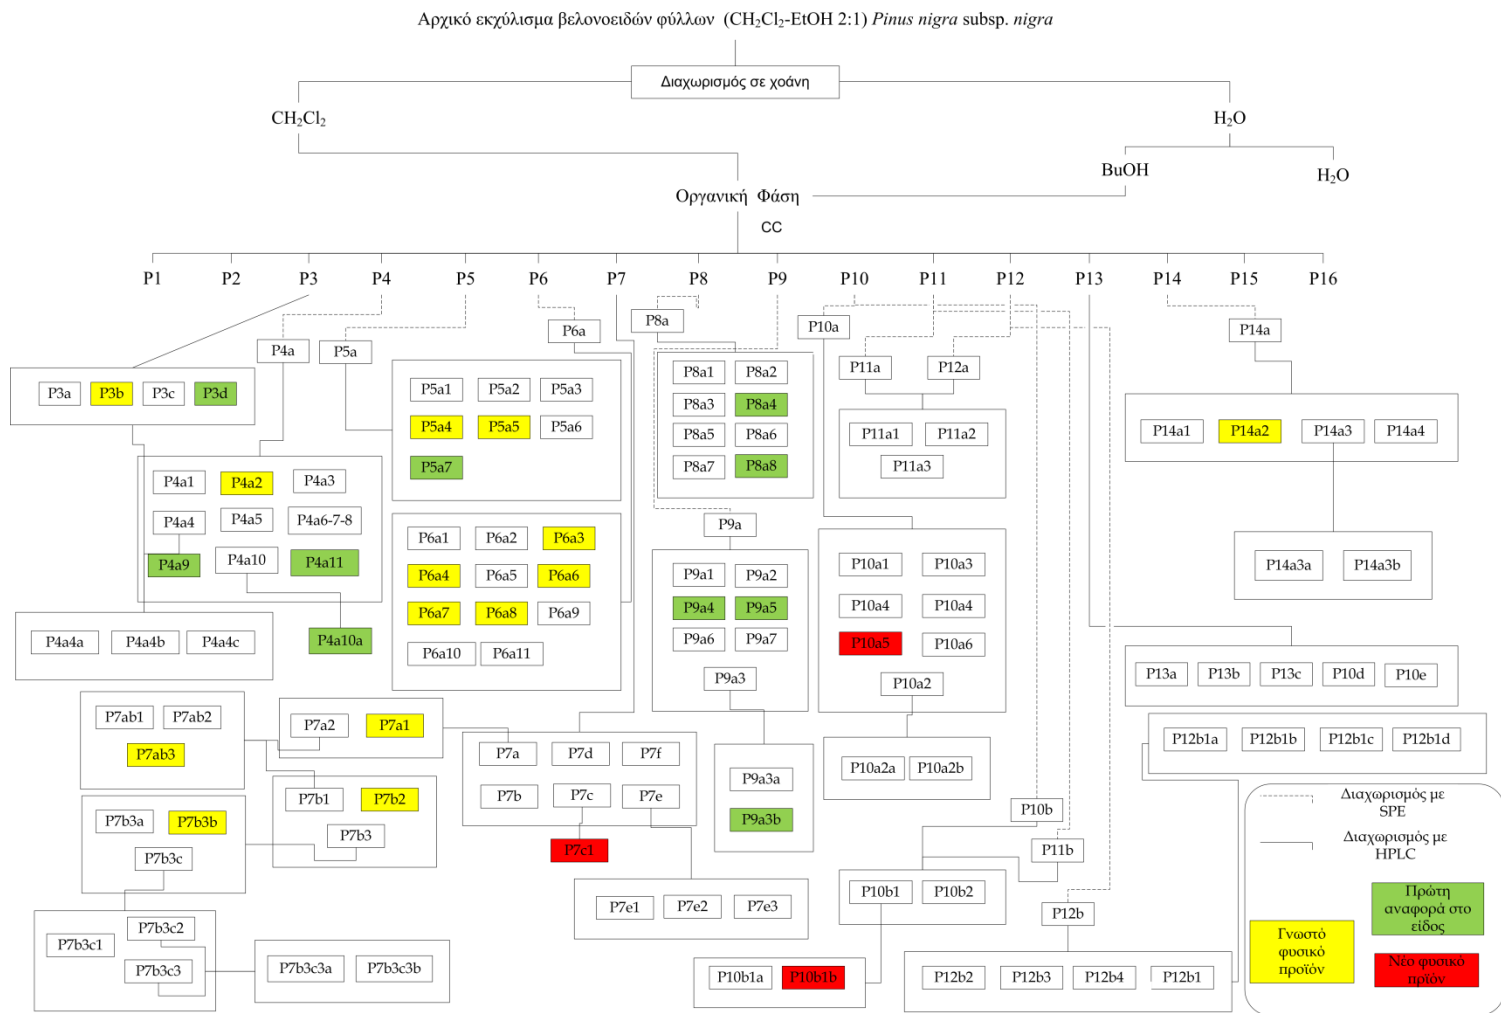 Αρχικό εκχύλισμα βελονοειδών φύλλων (CH₂Cl₂-EtOH 2:1) Pinus nigra subsp. nigra
Διαχωρισμός σε χοάνη
CH₂Cl₂
H₂O
BuOH
H₂O
Οργανική Φάση
CC
P1 P2 P3 P4 P5 P6 P7 P8 P9 P10 P11 P12 P13 P14 P15 P16
P3a P3b P3c P3d
P4a
P4a1 P4a2 P4a3
P4a4 P4a5 P4a6-7-8
P4a9 P4a10 P4a11
P4a4a P4a4b P4a4c
P4a10a
P5a
P5a1 P5a2 P5a3
P5a4 P5a5 P5a6
P5a7
P6a
P6a1 P6a2 P6a3
P6a4 P6a5 P6a6
P6a7 P6a8 P6a9
P6a10 P6a11
P7ab1 P7ab2
P7ab3
P7a2 P7a1
P7a P7d P7f
P7b P7c P7e
P7b1 P7b2
P7b3
P7b3a P7b3b
P7b3c
P7c1
P7e1 P7e2 P7e3
P7b3c1
P7b3c2
P7b3c3
P7b3c3a P7b3c3b
P8a
P8a1 P8a2
P8a3 P8a4
P8a5 P8a6
P8a7 P8a8
P9a
P9a1 P9a2
P9a4 P9a5
P9a6 P9a7
P9a3
P9a3a
P9a3b
P10a
P10a1 P10a3
P10a4 P10a4
P10a5 P10a6
P10a2
P10a2a P10a2b
P10b
P11b
P10b1 P10b2
P10b1a P10b1b
P11a P12a
P11a1 P11a2
P11a3
P12b
P12b2 P12b3 P12b4 P12b1
P14a
P14a1 P14a2 P14a3 P14a4
P14a3a P14a3b
P13a P13b P13c P10d P10e
P12b1a P12b1b P12b1c P12b1d
Διαχωρισμός με
SPE
Διαχωρισμός με
HPLC
Πρώτη
αναφορά στο
είδος
Γνωστό
φυσικό
προϊόν
Νέο φυσικό
πρϊόν